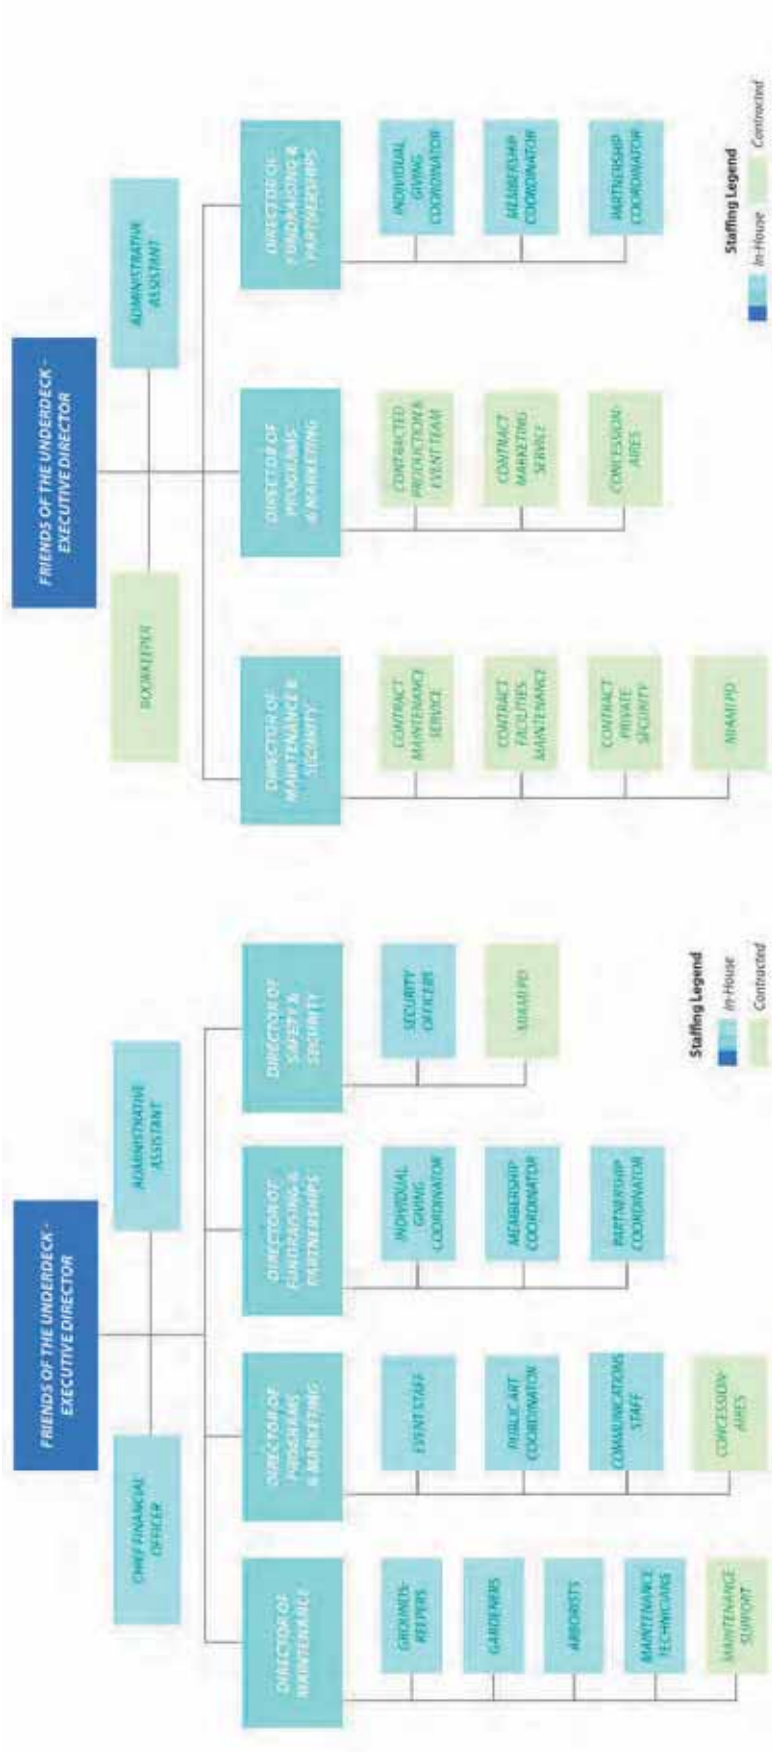 FRIENDS OF THE UNDERDECK -
EXECUTIVE DIRECTOR
CHIEF FINANCIAL
OFFICER
ADMINISTRATIVE
ASSISTANT
DIRECTOR OF
MAINTENANCE
GROUNDS-
KEEPERS
GARDENERS
ARBORISTS
MAINTENANCE
TECHNICIANS
MAINTENANCE
SUPPORT
DIRECTOR OF
PROGRAMS
& MARKETING
EVENT STAFF
PUBLIC ART
COORDINATOR
COMMUNICATIONS
STAFF
CONCESSION-
AIRES
DIRECTOR OF
FUNDRAISING &
PARTNERSHIPS
INDIVIDUAL
GIVING
COORDINATOR
MEMBERSHIP
COORDINATOR
PARTNERSHIP
COORDINATOR
DIRECTOR OF
SAFETY &
SECURITY
SECURITY
OFFICERS
MIAMI PD
Staffing Legend
In-House
Contracted
FRIENDS OF THE UNDERDECK -
EXECUTIVE DIRECTOR
BOOKKEEPER
ADMINISTRATIVE
ASSISTANT
DIRECTOR OF
MAINTENANCE &
SECURITY
CONTRACT
MAINTENANCE
SERVICE
CONTRACT
FACILITIES
MAINTENANCE
CONTRACT
PRIVATE
SECURITY
MIAMI PD
DIRECTOR OF
PROGRAMS
& MARKETING
CONTRACTED
PRODUCTION &
EVENT TEAM
CONTRACT
MARKETING
SERVICE
CONCESSION-
AIRES
DIRECTOR OF
FUNDRAISING &
PARTNERSHIPS
INDIVIDUAL
GIVING
COORDINATOR
MEMBERSHIP
COORDINATOR
PARTNERSHIP
COORDINATOR
Staffing Legend
In-House
Contracted